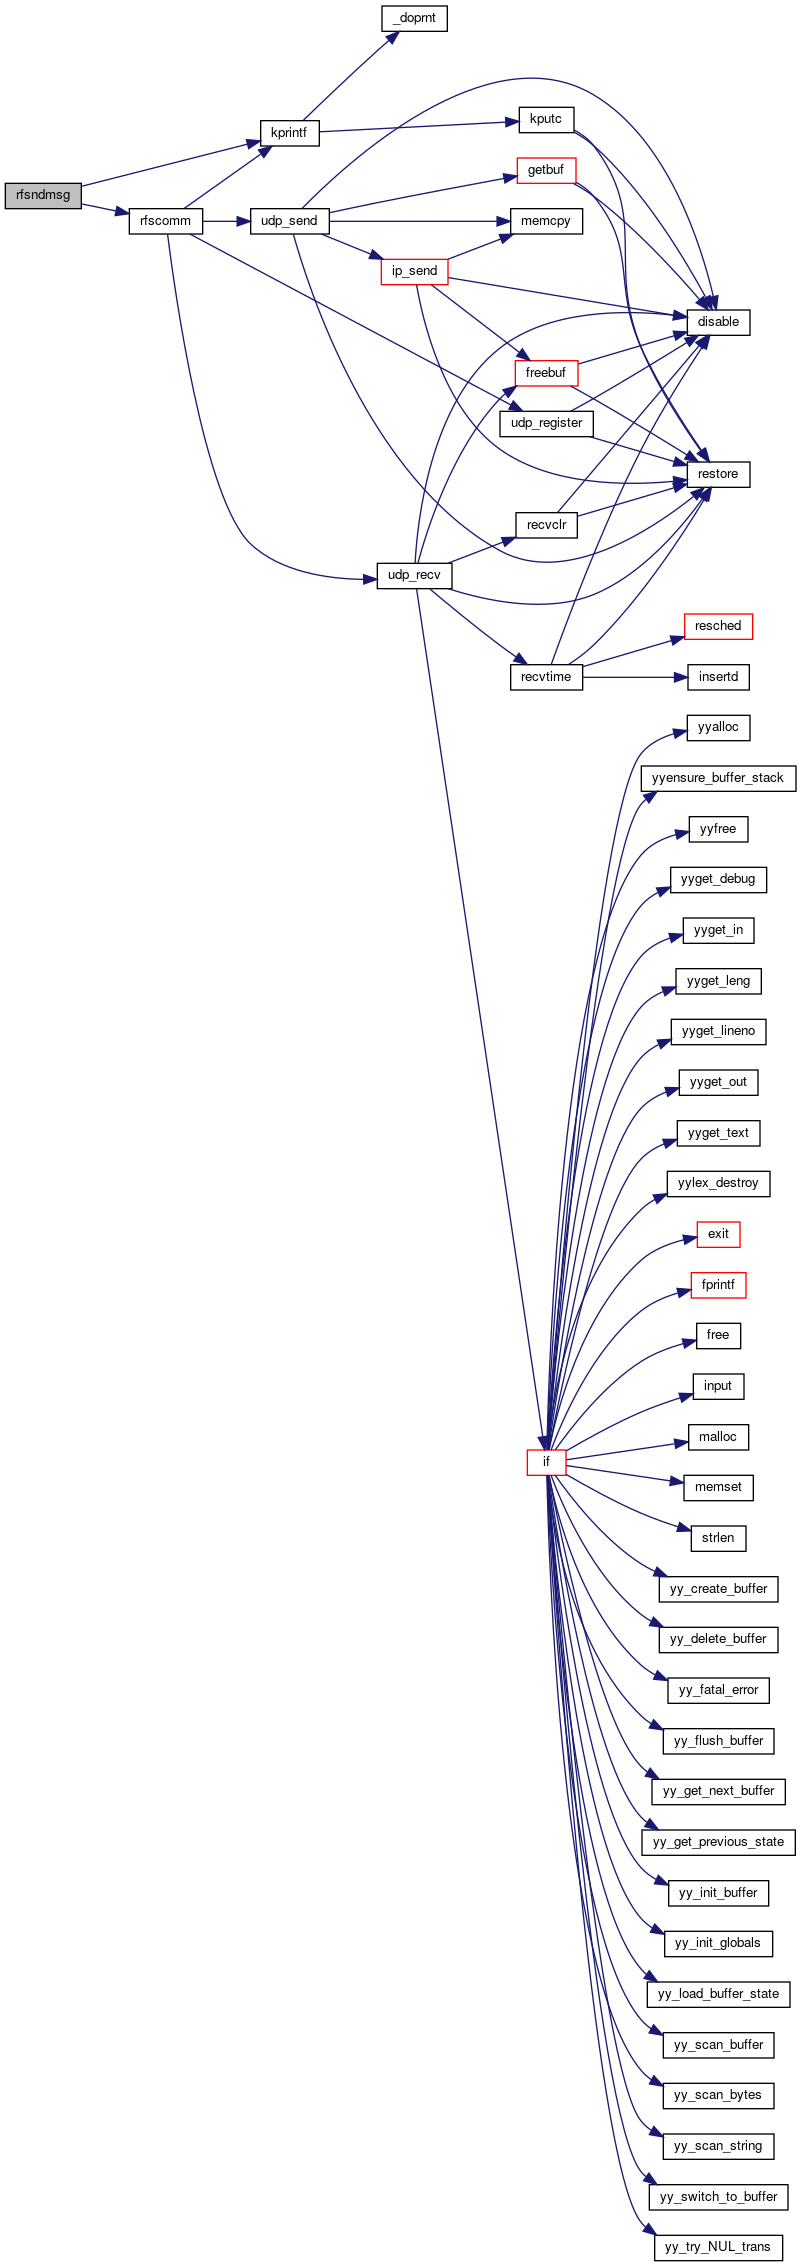 _doprnt
kputc
kprintf
getbuf
rfsndmsg
rfscomm
udp_send
memcpy
ip_send
disable
freebuf
udp_register
restore
recvclr
udp_recv
resched
recvtime
insertd
yyalloc
yyensure_buffer_stack
yyfree
yyget_debug
yyget_in
yyget_leng
yyget_lineno
yyget_out
yyget_text
yylex_destroy
exit
fprintf
free
input
malloc
if
memset
strlen
yy_create_buffer
yy_delete_buffer
yy_fatal_error
yy_flush_buffer
yy_get_next_buffer
yy_get_previous_state
yy_init_buffer
yy_init_globals
yy_load_buffer_state
yy_scan_buffer
yy_scan_bytes
yy_scan_string
yy_switch_to_buffer
yy_try_NUL_trans